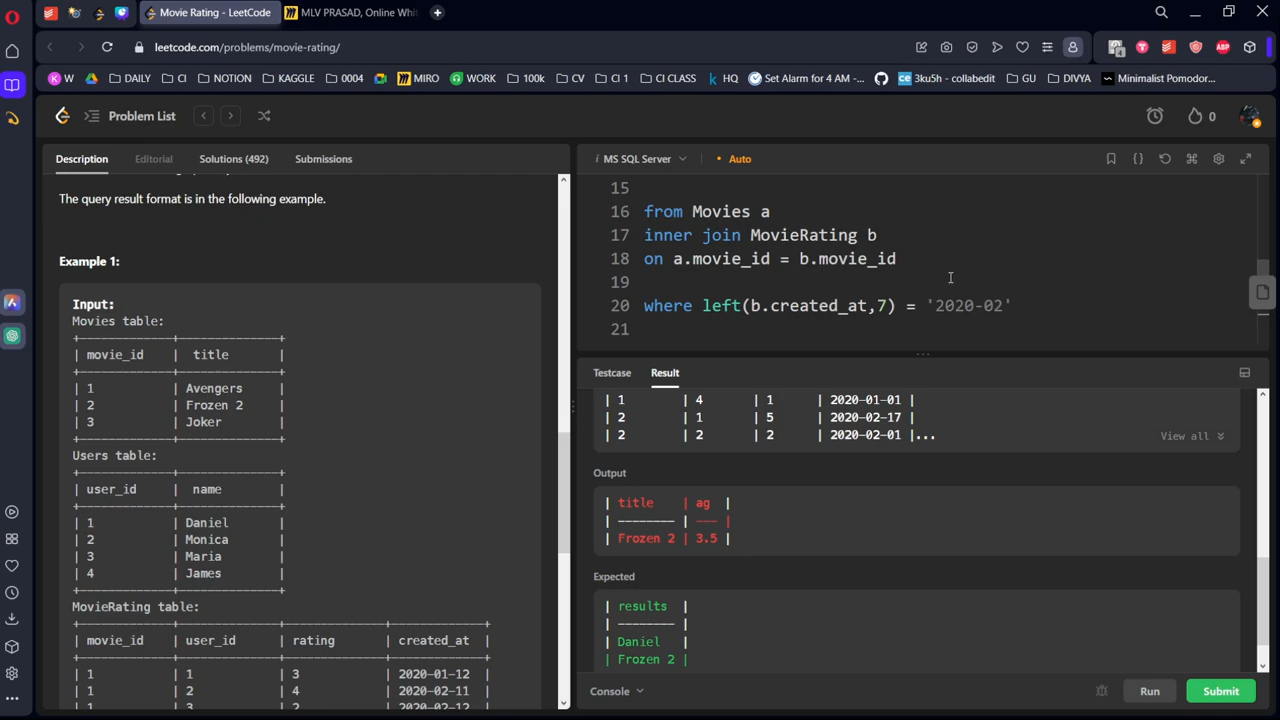 Movie Rating - LeetCode
MLV PRASAD, Online Whit
leetcode.com/problems/movie-rating/
W
DAILY
CI
NOTION
KAGGLE
0004
MIRO
WORK
100k
CV
CI 1
CI CLASS
HQ
Set Alarm for 4 AM -...
3ku5h - collabedit
GU
DIVYA
Minimalist Pomodor...
Problem List
0
Description
Editorial
Solutions (492)
Submissions
The query result format is in the following example.
Example 1:
Input:
Movies table:
+----------+--------------+
| movie_id | title |
+----------+--------------+
| 1 | Avengers |
| 2 | Frozen 2 |
| 3 | Joker |
+----------+--------------+
Users table:
+----------+--------------+
| user_id | name |
+----------+--------------+
| 1 | Daniel |
| 2 | Monica |
| 3 | Maria |
| 4 | James |
+----------+--------------+
MovieRating table:
+----------+----------+----------+----------+
| movie_id | user_id | rating | created_at |
+----------+----------+----------+----------+
| 1 | 1 | 3 | 2020-01-12 |
| 1 | 2 | 4 | 2020-02-11 |
| 1 | 3 | 2 | 2020-02-12 |
MS SQL Server
• Auto
15
16 from Movies a
17 inner join MovieRating b
18 on a.movie_id = b.movie_id
19
20 where left(b.created_at,7) = '2020-02'
21
Testcase
Result
| 1 | 4 | 1 | 2020-01-01 |
| 2 | 1 | 5 | 2020-02-17 |
| 2 | 2 | 2 | 2020-02-01 |...
View all
Output
| title | ag |
| -------- | --- |
| Frozen 2 | 3.5 |
Expected
| results |
| -------- |
| Daniel |
| Frozen 2 |
Console
Run
Submit